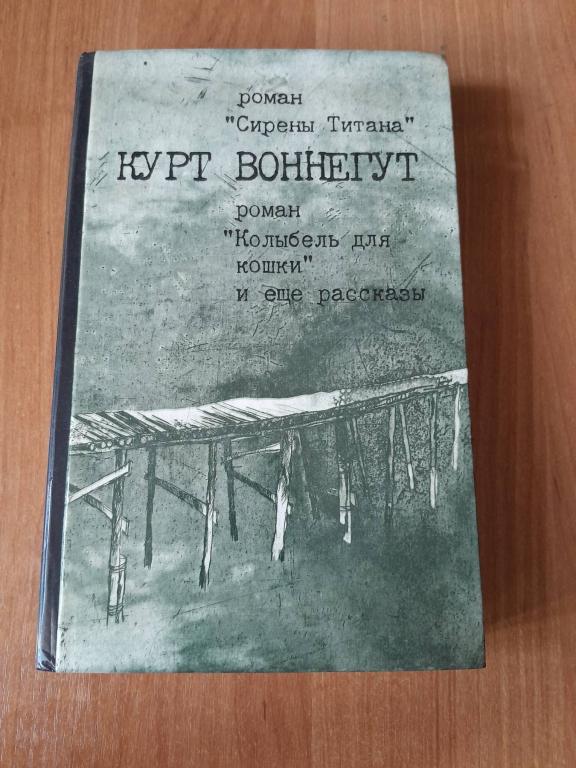 роман
"Сирены Титана"
КУРТ ВОННЕГУТ
роман
"Колыбель для
кошки"
и еще рассказы